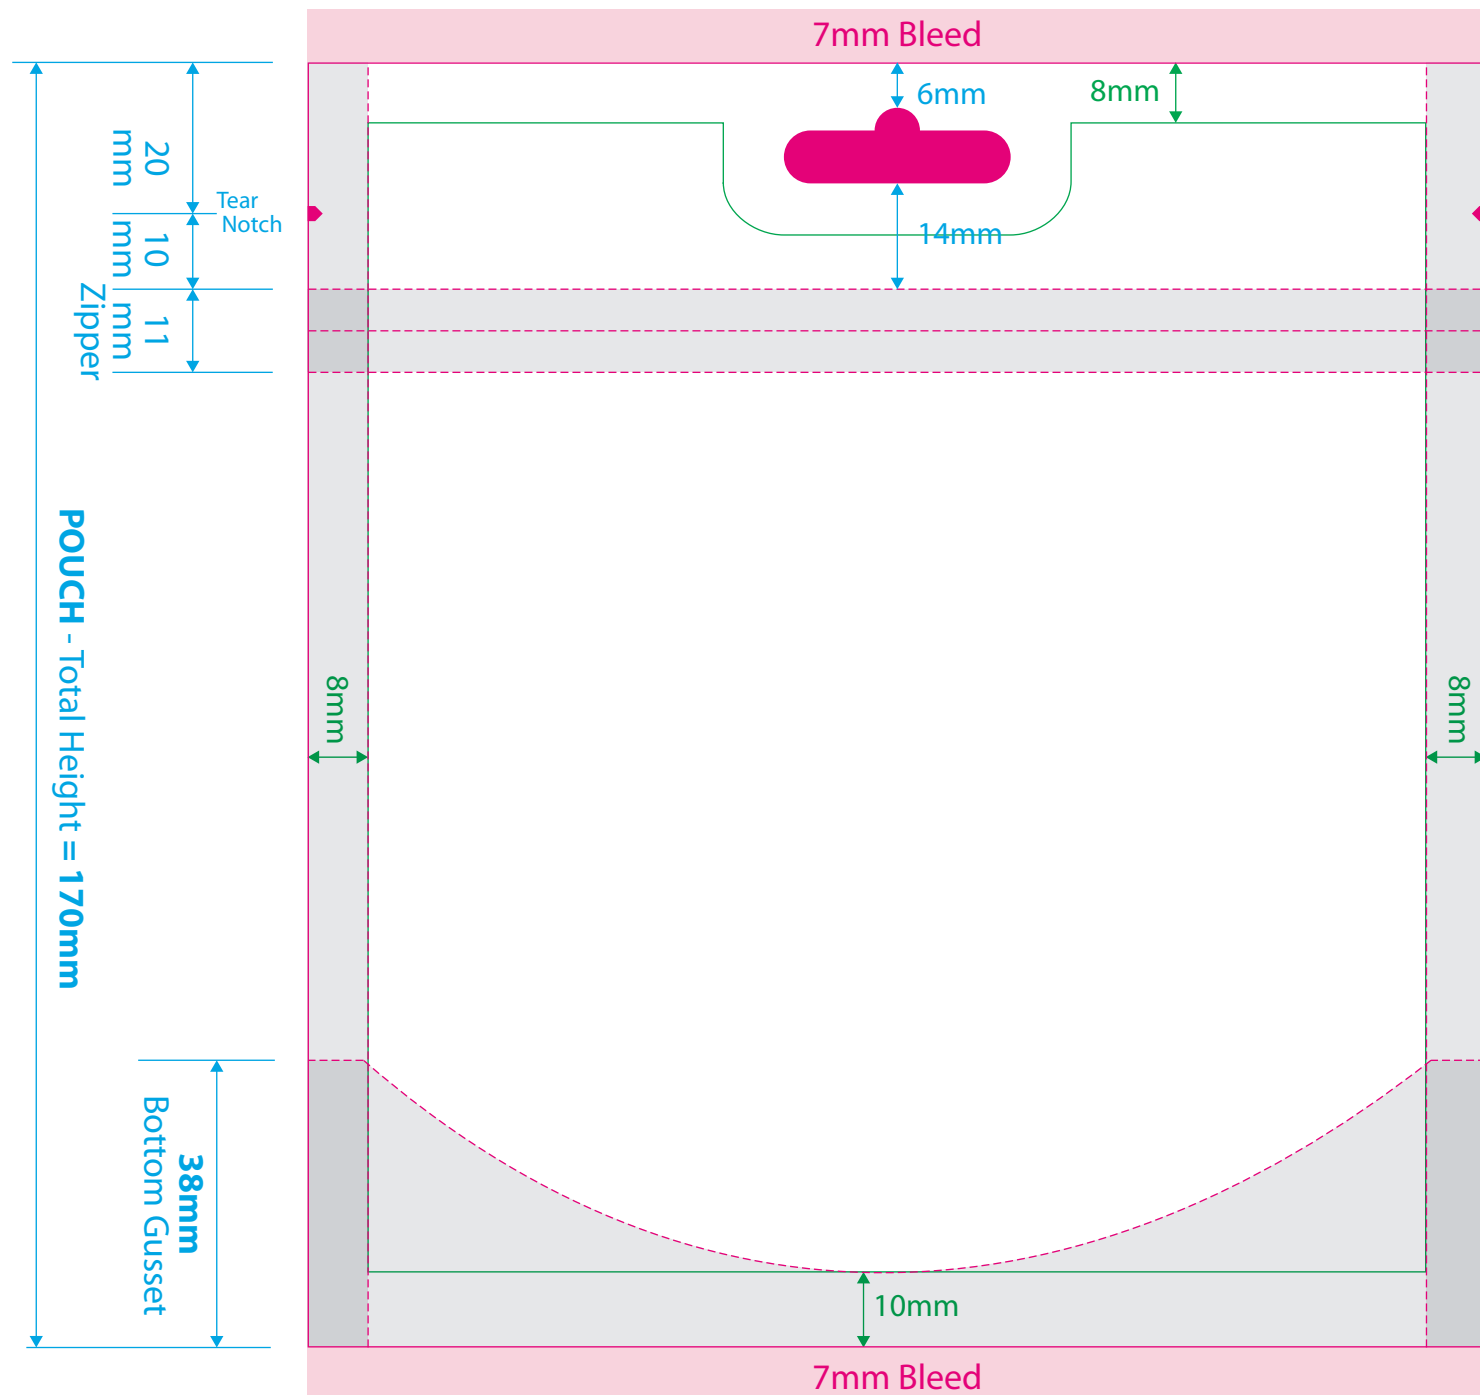 7mm Bleed
6mm
8mm
20
mm
Tear
Notch
10
mm
14mm
11
mm
Zipper
POUCH - Total Height = 170mm
8mm
8mm
38mm
Bottom Gusset
10mm
7mm Bleed